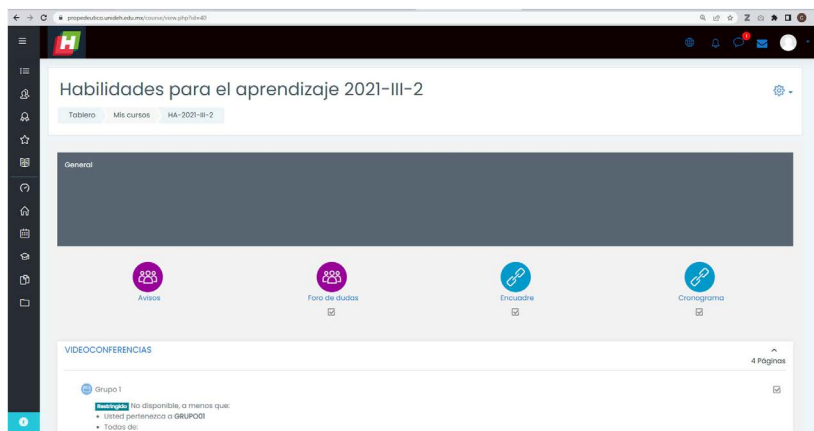 propedeutico.unideh.edu.mx/course/view.php?id=40
H
Habilidades para el aprendizaje 2021-III-2
Tablero Mis cursos HA-2021-III-2
General
Avisos Foro de dudas Encuadre Cronograma
VIDEOCONFERENCIAS
4 Páginas
Grupo 1
Restringido No disponible, a menos que:
• Usted pertenezca a GRUPO01
• Todas de: